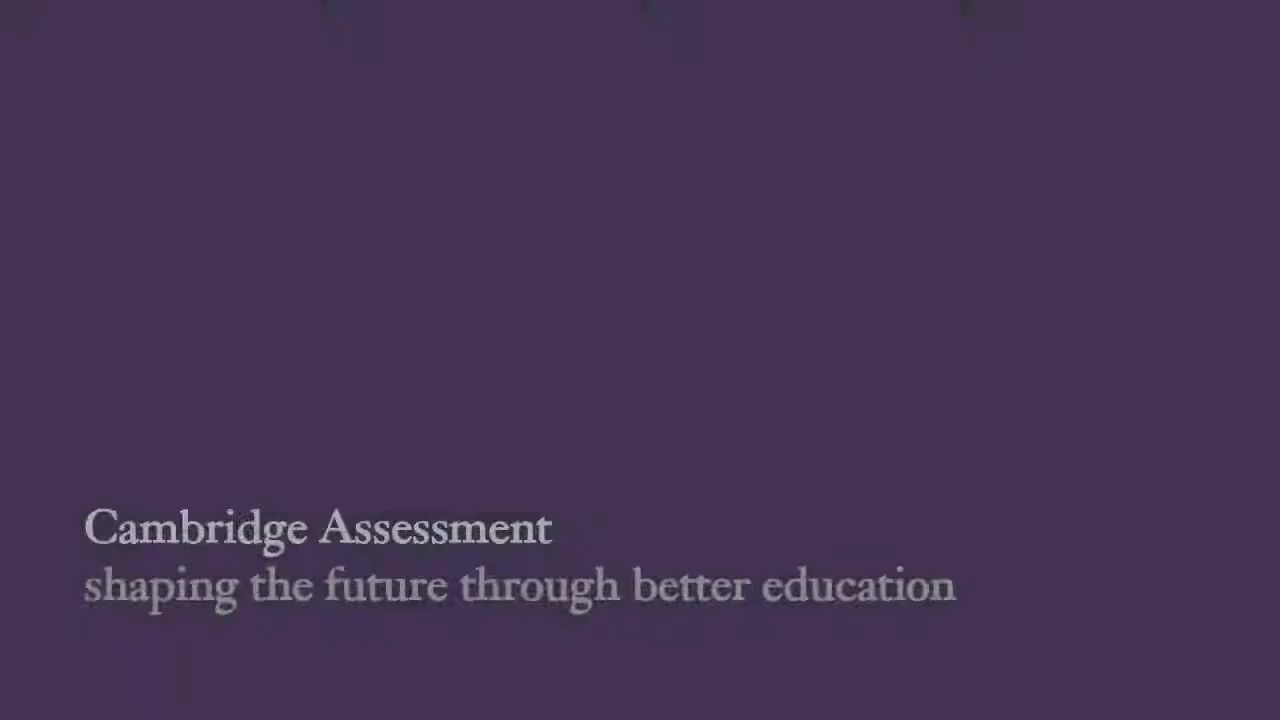 Cambridge Assessment
shaping the future through better education